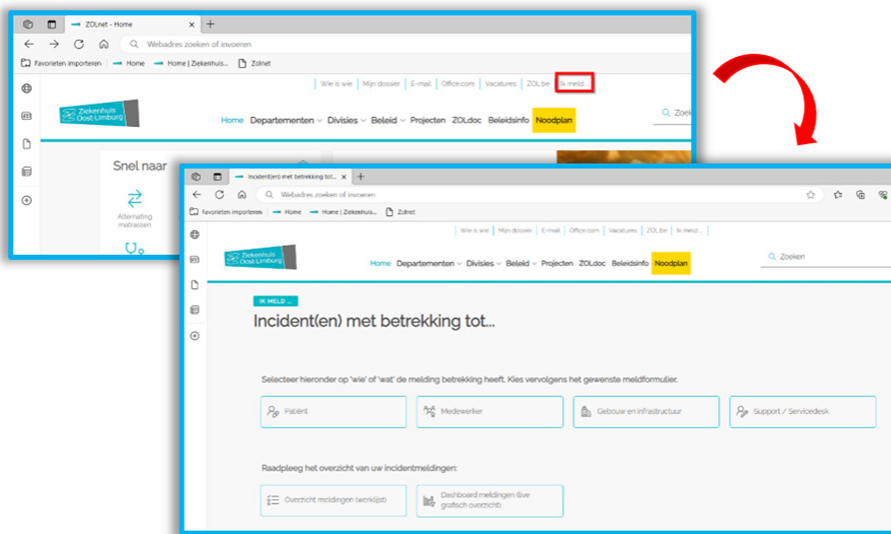 ZOLnet - Home
Webadres zoeken of invoeren
Favorieten importeren Home Home | Ziekenhuis... Zolnet
Wie is wie Mijn dossier E-mail Office.com Vacatures ZOL.be Ik meld ...
Ziekenhuis
Oost-Limburg
Home Departementen Divisies Beleid Projecten ZOLdoc Beleidsinfo Noodplan
Zoek
Snel naar
Alternating
matrassen
Incident(en) met betrekking tot...
Webadres zoeken of invoeren
Favorieten importeren Home Home | Ziekenhuis... Zolnet
Wie is wie Mijn dossier E-mail Office.com Vacatures ZOL.be Ik meld ...
Ziekenhuis
Oost-Limburg
Home Departementen Divisies Beleid Projecten ZOLdoc Beleidsinfo Noodplan
Zoeken
IK MELD ...
Incident(en) met betrekking tot...
Selecteer hieronder op 'wie' of 'wat' de melding betrekking heeft. Kies vervolgens het gewenste meldformulier.
Patiënt Medewerker Gebouw en infrastructuur Support / Servicedesk
Raadpleeg het overzicht van uw incidentmeldingen:
Overzicht meldingen (werklijst) Dashboard meldingen (live
grafisch overzicht)